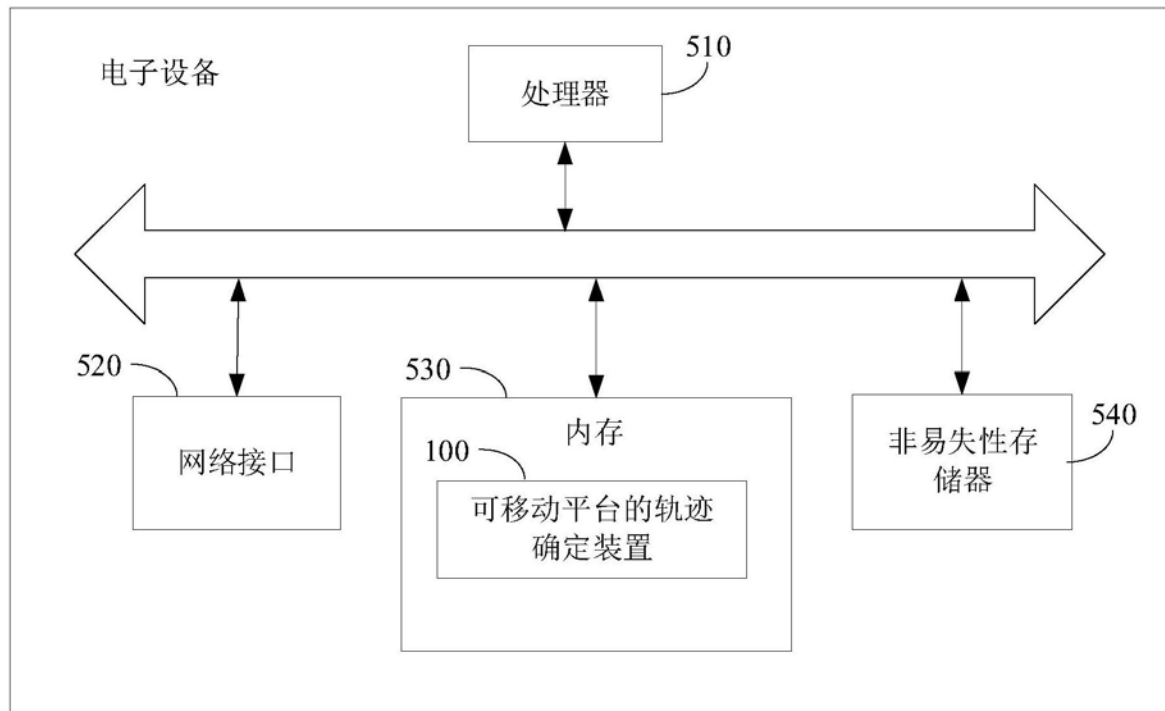 电子设备
处理器
510
520
网络接口
530
内存
100
可移动平台的轨迹
确定装置
540
非易失性存
储器